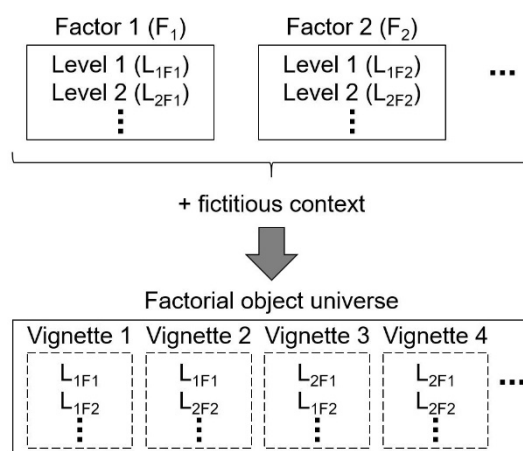 Factor 1 (F₁) Factor 2 (F₂)
Level 1 (L₁F1) Level 1 (L₁F2) ...
Level 2 (L₂F1) Level 2 (L₂F2)
⋮ ⋮
+ fictitious context
Factorial object universe
Vignette 1 Vignette 2 Vignette 3 Vignette 4
L₁F1 L₁F1 L₂F1 L₂F1 ...
L₁F2 L₂F2 L₁F2 L₂F2
⋮ ⋮ ⋮ ⋮